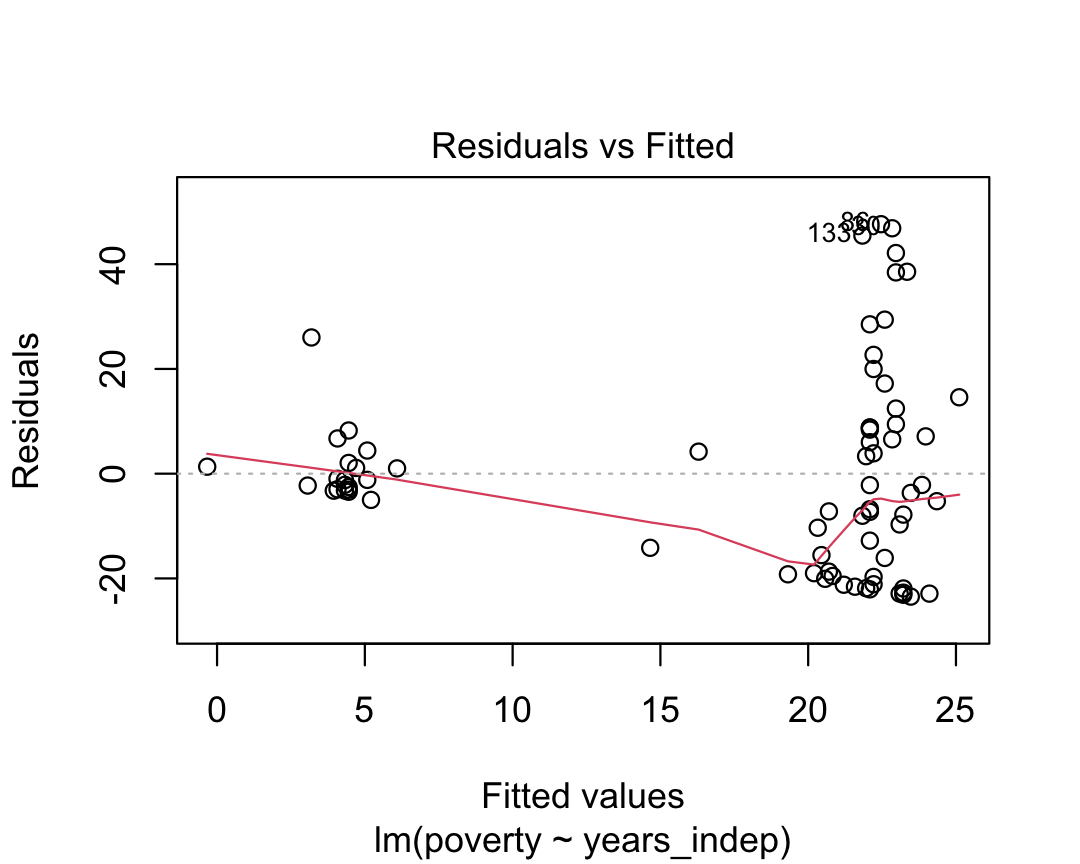 Residuals vs Fitted
133
40
20
0
-20
Residuals
0 5 10 15 20 25
Fitted values
lm(poverty ~ years_indep)